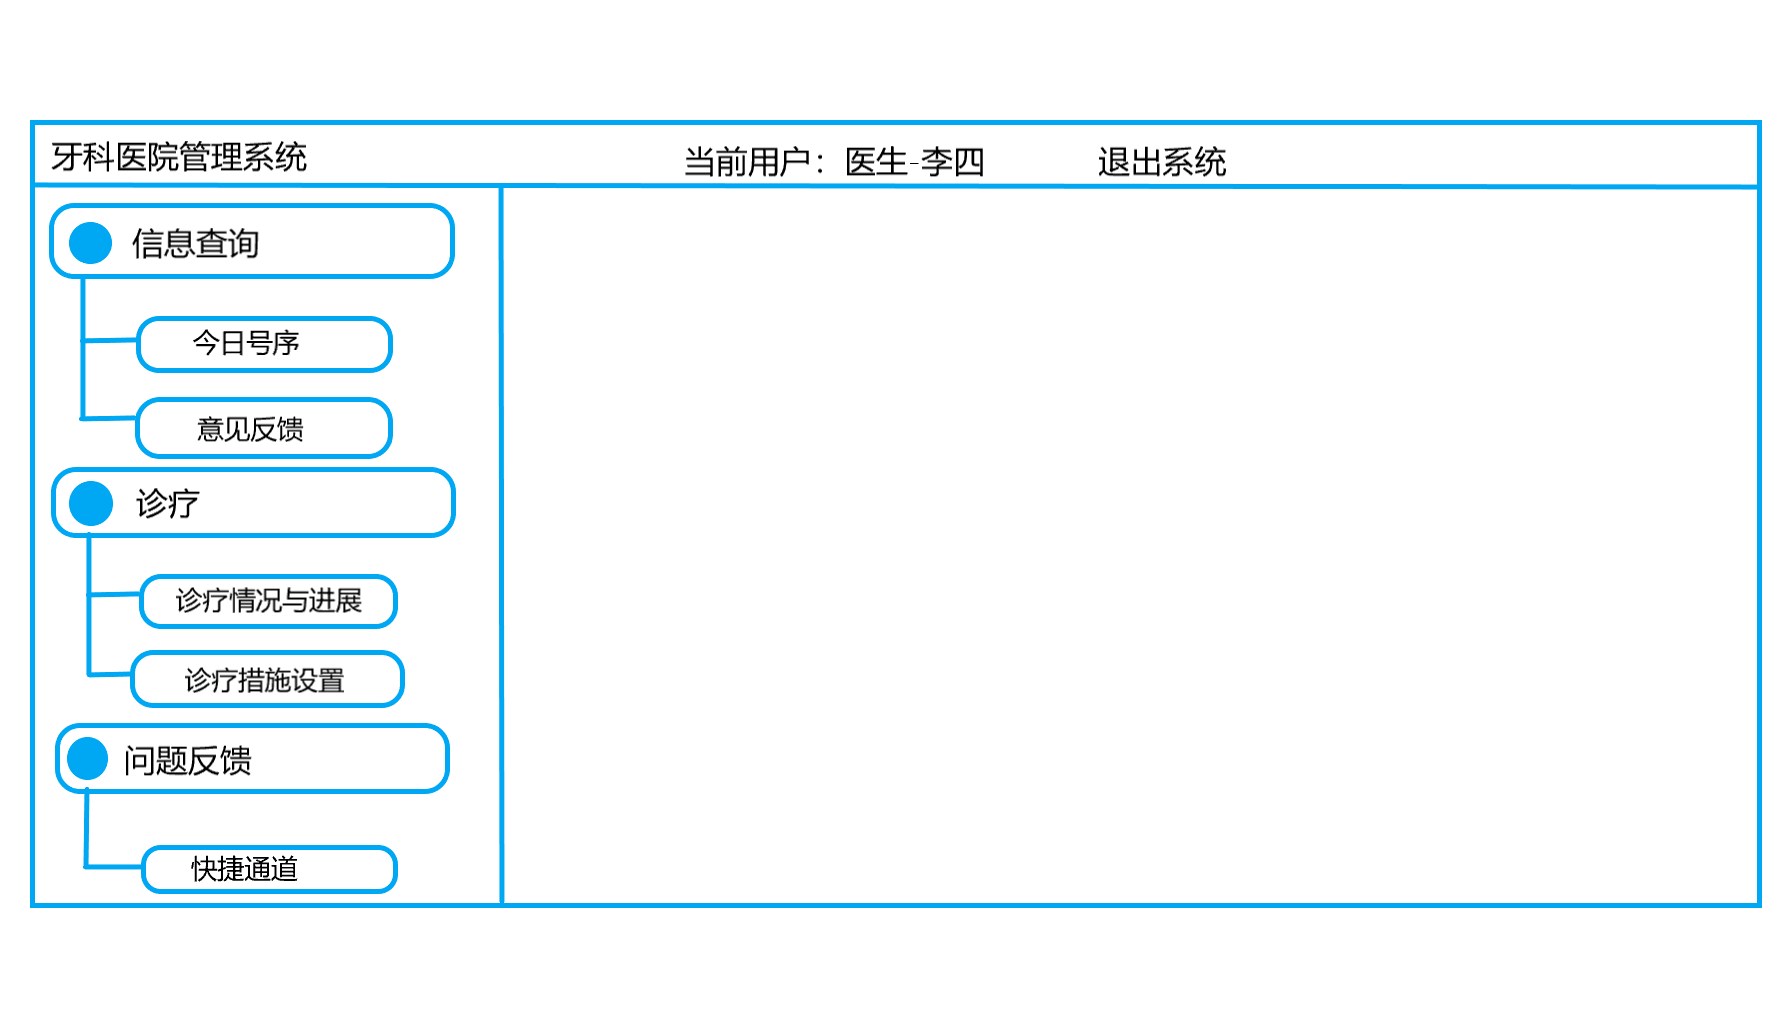 牙科医院管理系统
当前用户：医生-李四
退出系统
信息查询
今日号序
意见反馈
诊疗
诊疗情况与进展
诊疗措施设置
问题反馈
快捷通道